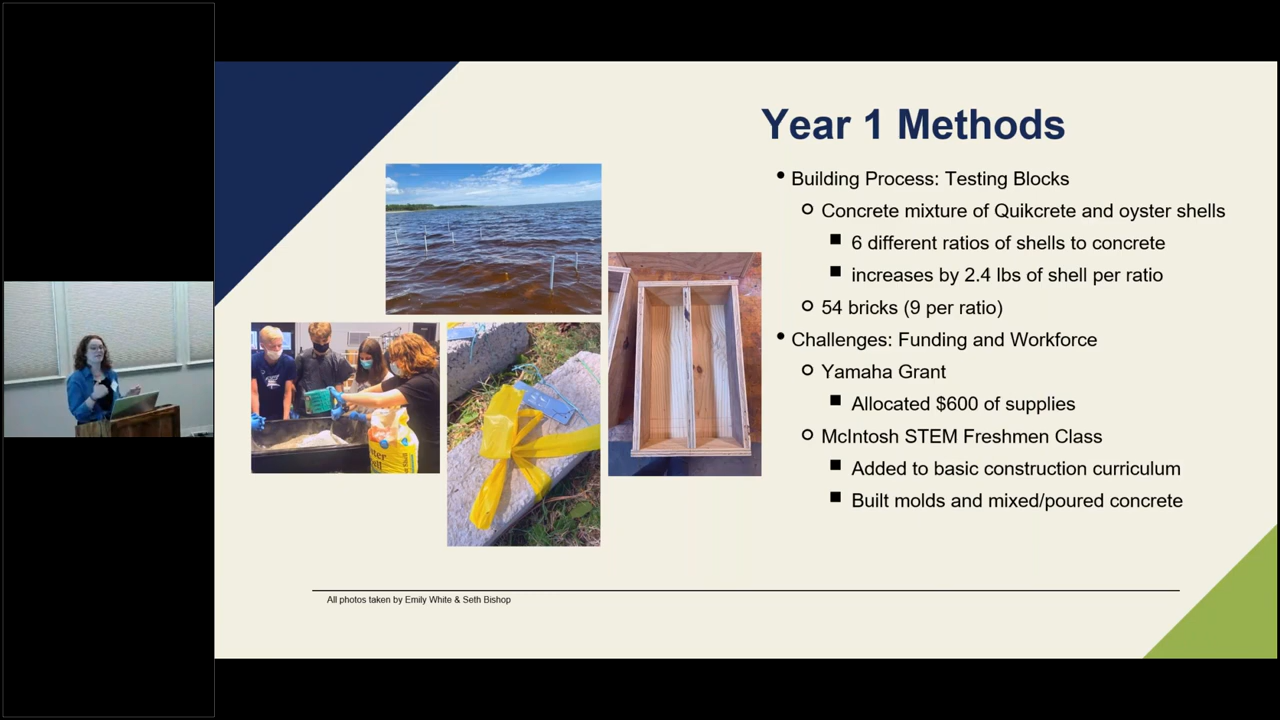 Year 1 Methods
Building Process: Testing Blocks
Concrete mixture of Quikcrete and oyster shells
6 different ratios of shells to concrete
increases by 2.4 lbs of shell per ratio
54 bricks (9 per ratio)
Challenges: Funding and Workforce
Yamaha Grant
Allocated $600 of supplies
McIntosh STEM Freshmen Class
Added to basic construction curriculum
Built molds and mixed/poured concrete
All photos taken by Emily White & Seth Bishop